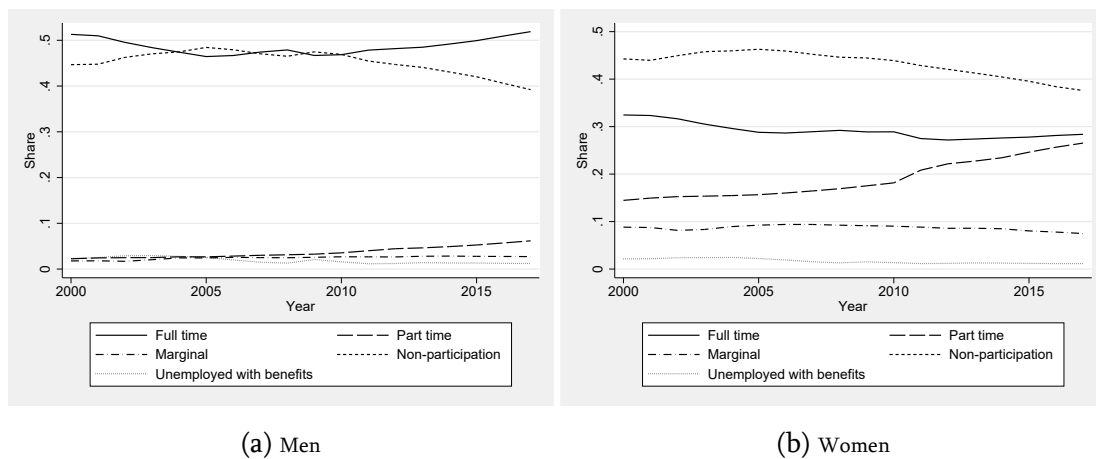 .5
.4
.3
.2
.1
0
Share
2000 2005 2010 2015
Year
Full time Part time
Marginal Non-participation
Unemployed with benefits
(a) Men
.5
.4
.3
.2
.1
0
Share
2000 2005 2010 2015
Year
Full time Part time
Marginal Non-participation
Unemployed with benefits
(b) Women